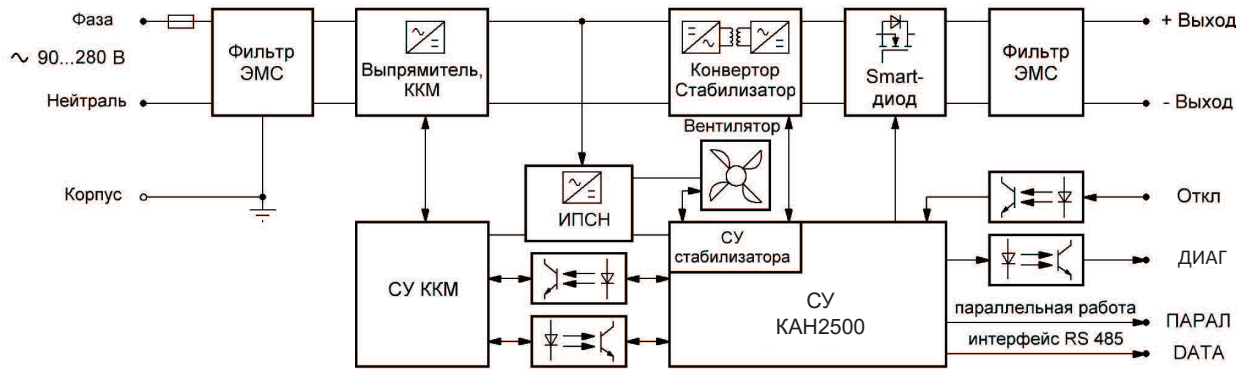 Фаза
∼ 90...280 В
Нейтраль
Корпус
Фильтр
ЭМС
Выпрямитель,
ККМ
Конвертор
Стабилизатор
Smart-
диод
Фильтр
ЭМС
+ Выход
- Выход
Вентилятор
ИПСН
СУ ККМ
СУ
стабилизатора
СУ
КАН2500
Откл
ДИАГ
параллельная работа
ПАРАЛ
интерфейс RS 485
DATA